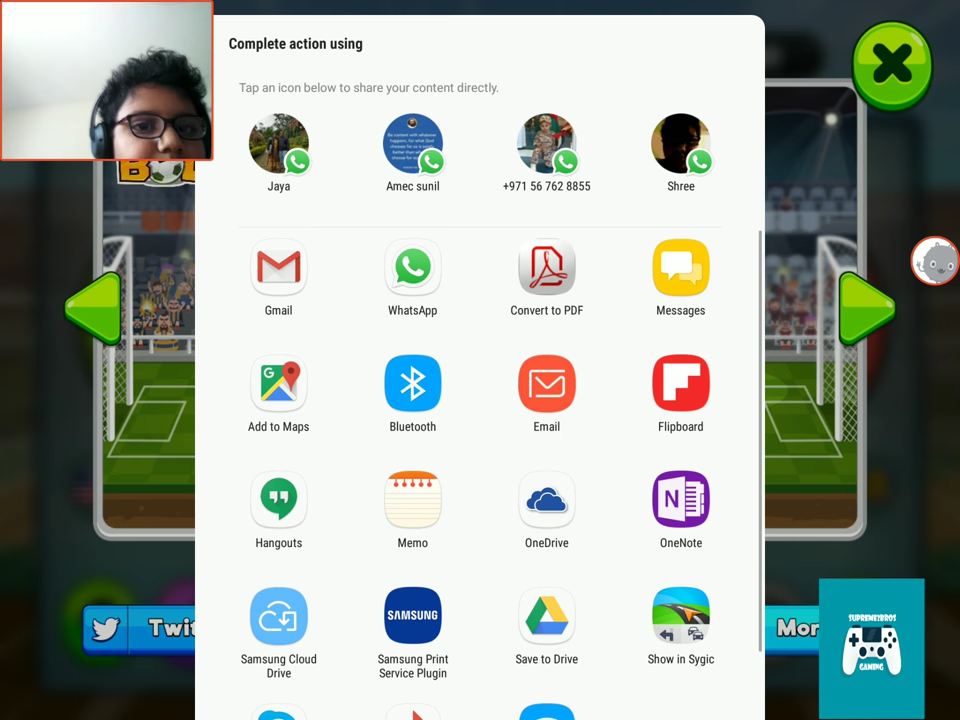 Complete action using
Tap an icon below to share your content directly.
Jaya
Amec sunil
+971 56 762 8855
Shree
Gmail
WhatsApp
Convert to PDF
Messages
G
Add to Maps
Bluetooth
Email
Flipboard
Hangouts
Memo
OneDrive
N
OneNote
SAMSUNG
Samsung Cloud
Drive
Samsung Print
Service Plugin
Save to Drive
Show in Sygic
Twit
Mor
SUPREMEBROS
GAMING